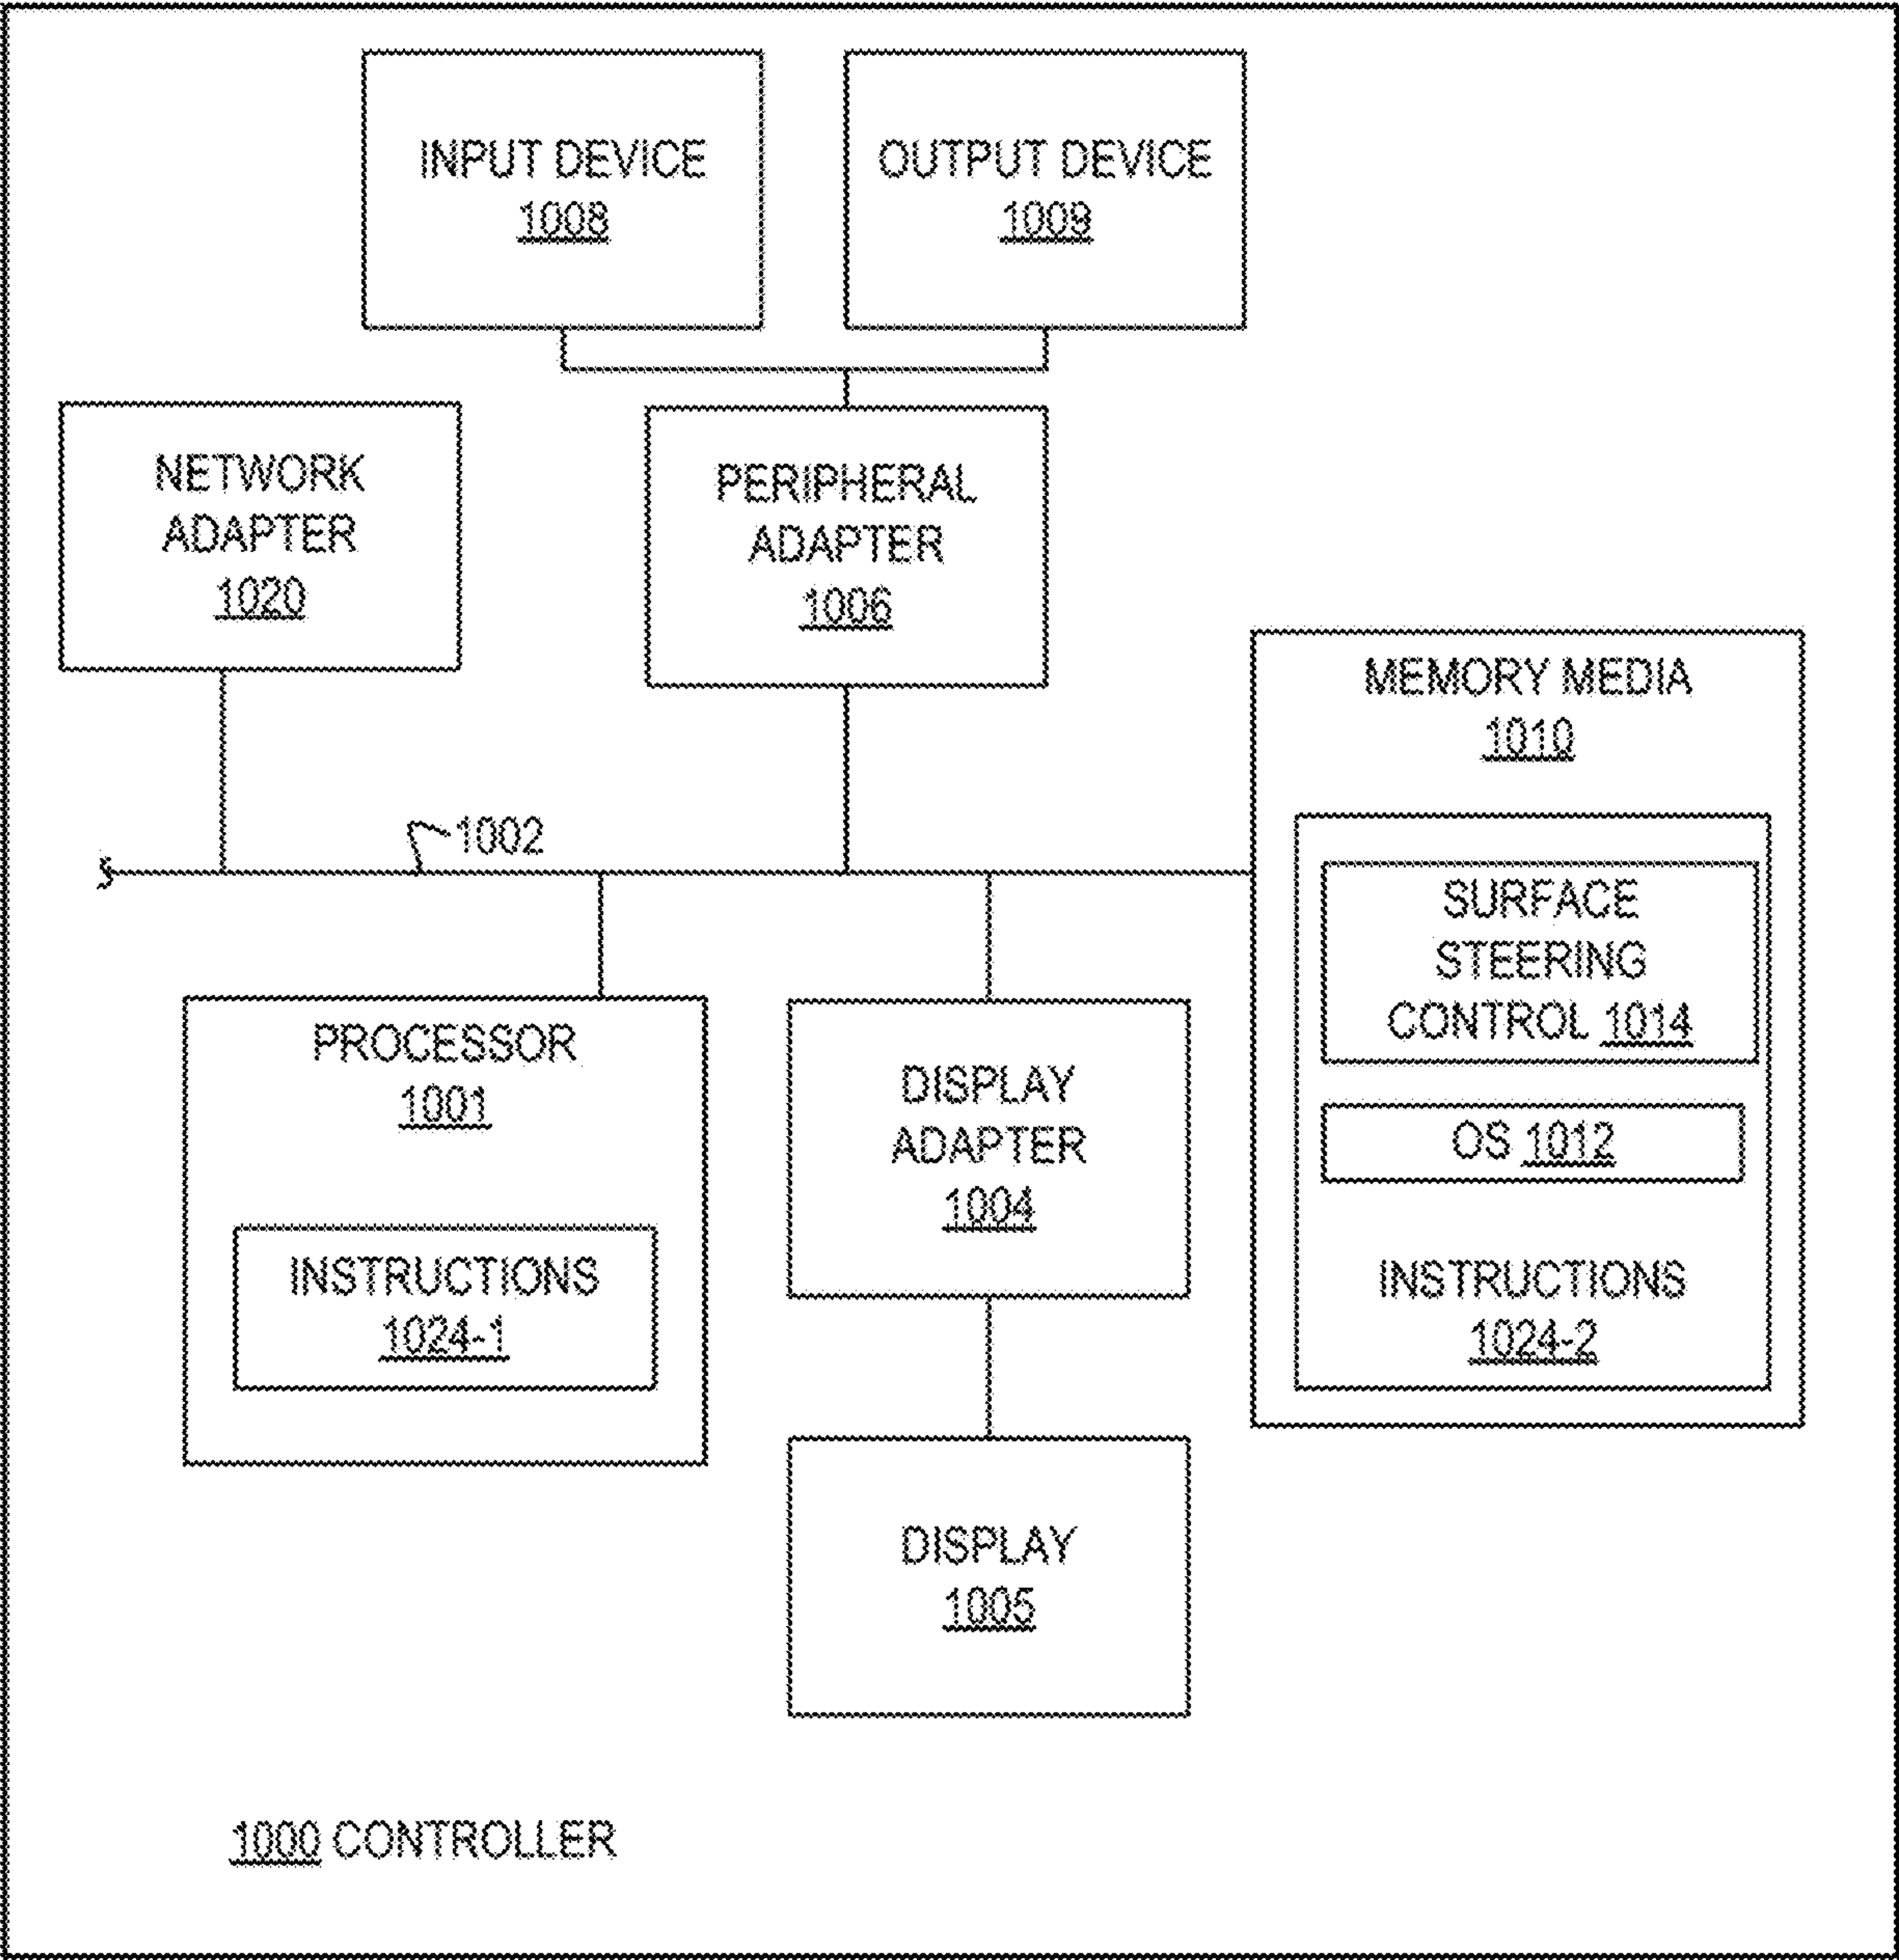 INPUT DEVICE
1008
OUTPUT DEVICE
1009
NETWORK
ADAPTER
1020
PERIPHERAL
ADAPTER
1006
MEMORY MEDIA
1010
1002
SURFACE
STEERING
CONTROL 1014
OS 1012
INSTRUCTIONS
1024-2
PROCESSOR
1001
INSTRUCTIONS
1024-1
DISPLAY
ADAPTER
1004
DISPLAY
1005
1000 CONTROLLER